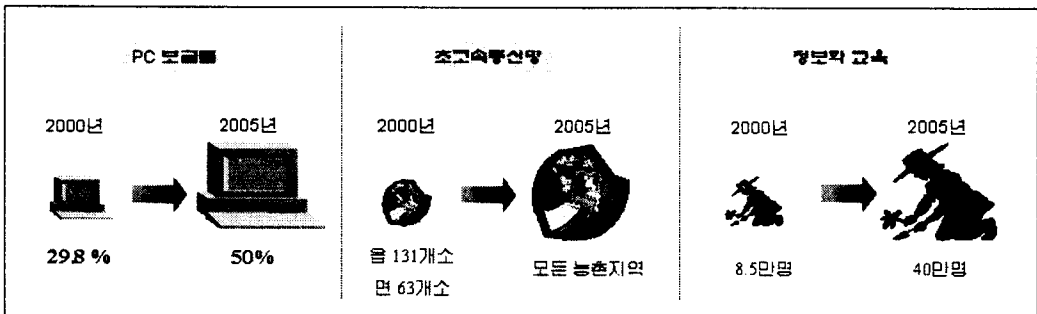 PC 보급률
2000년
2005년
29.8 %
50%
초고속통신망
2000년
2005년
읍 131개소
면 63개소
모든 농촌지역
정보화 교육
2000년
2005년
8.5만명
40만명